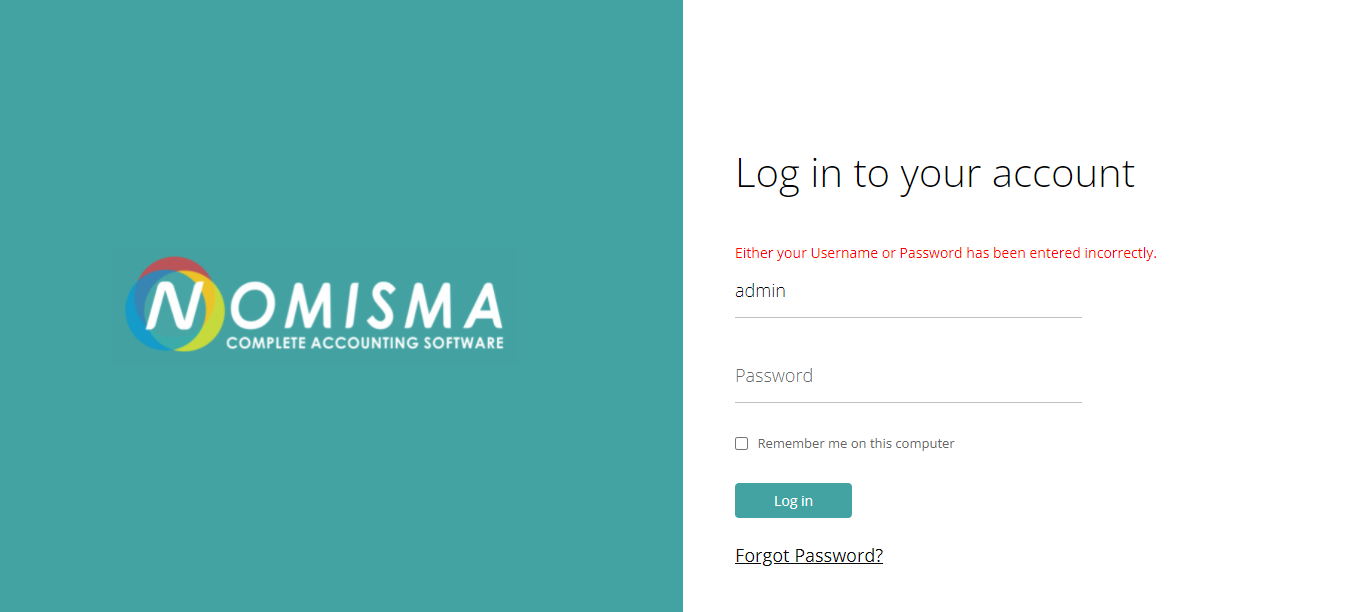 NOMISMA
COMPLETE ACCOUNTING SOFTWARE
Log in to your account
Either your Username or Password has been entered incorrectly.
admin
Password
Remember me on this computer
Log in
Forgot Password?